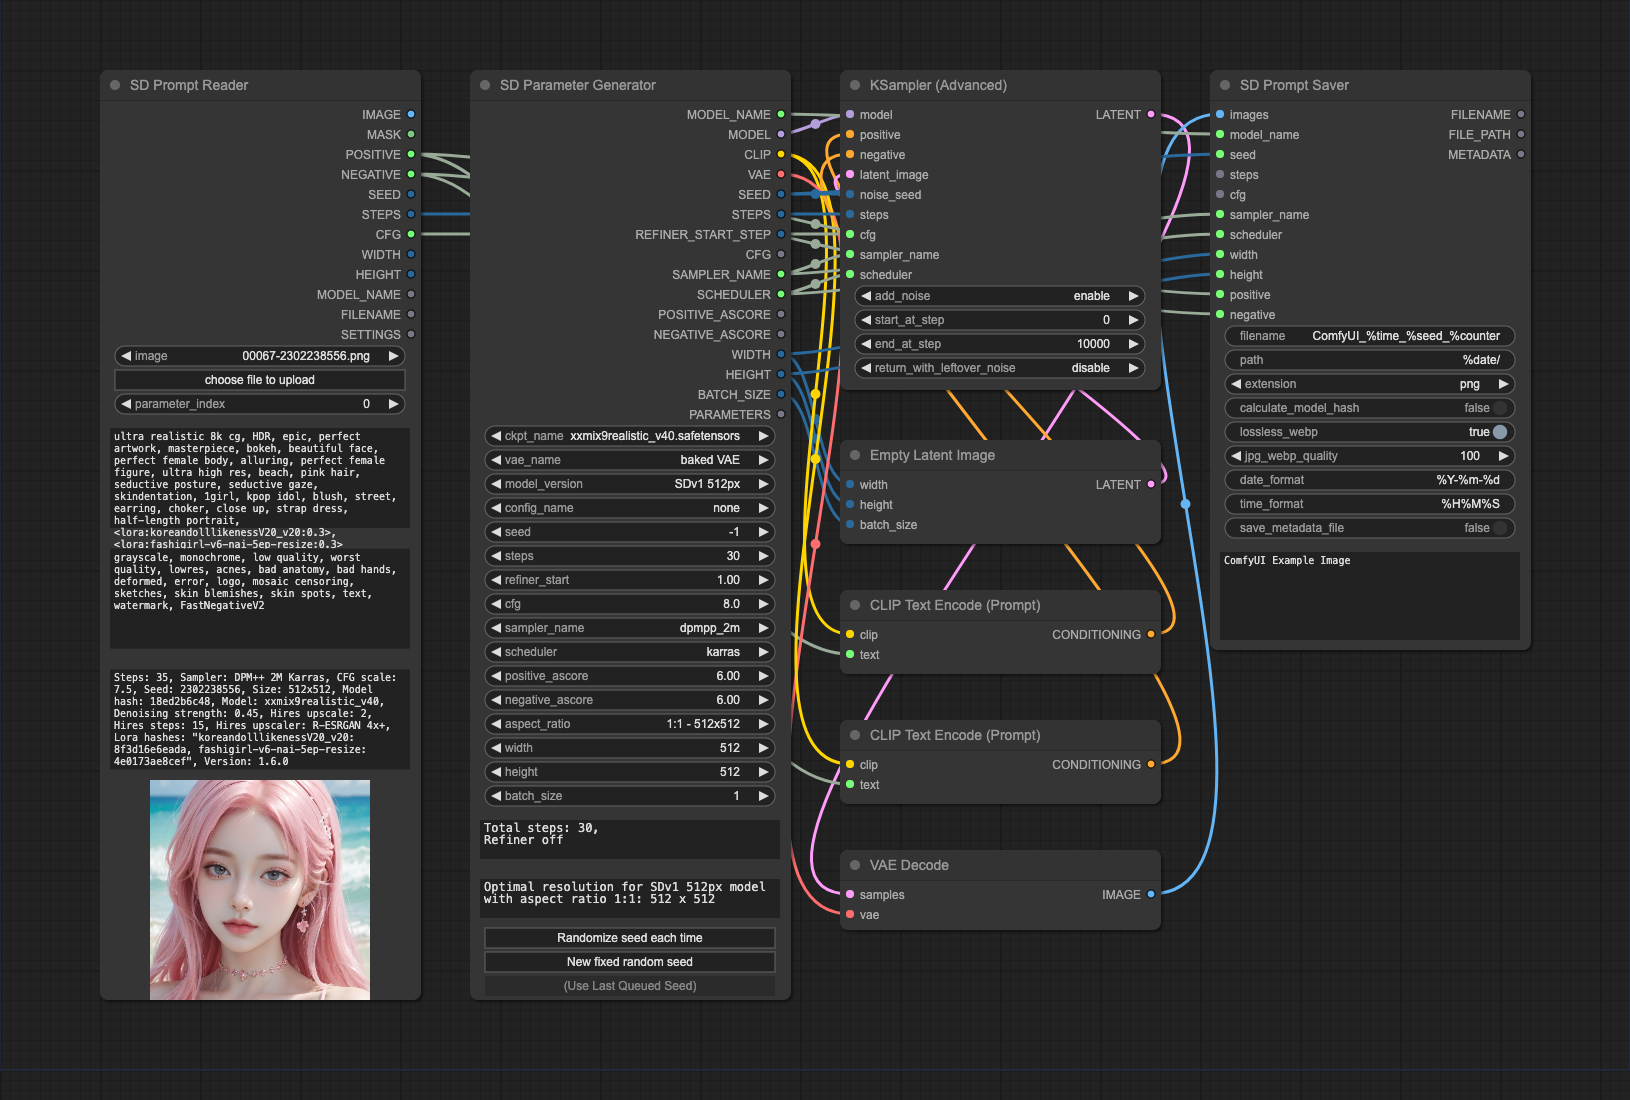 SD Prompt Reader
IMAGE
MASK
POSITIVE
NEGATIVE
SEED
STEPS
CFG
WIDTH
HEIGHT
MODEL_NAME
FILENAME
SETTINGS
image 00067-2302238556.png
choose file to upload
parameter_index 0
ultra realistic 8k cg, HDR, epic, perfect
artwork, masterpiece, bokeh, beautiful face,
perfect female body, alluring, perfect female
figure, ultra high res, beach, pink hair,
seductive posture, seductive gaze,
skindentation, 1girl, kpop idol, blush, street,
earring, choker, close up, strap dress,
half-length portrait,
<lora:koreandolllikenessV20_v20:0.3>,
<lora:fashigirl-v6-nai-5ep-resize:0.3>
grayscale, monochrome, low quality, worst
quality, lowres, acnes, bad anatomy, bad hands,
deformed, error, logo, mosaic censoring,
sketches, skin blemishes, skin spots, text,
watermark, FastNegativeV2
Steps: 35, Sampler: DPM++ 2M Karras, CFG scale:
7.5, Seed: 2302238556, Size: 512x512, Model
hash: 18ed2b6c48, Model: xxmix9realistic_v40,
Denoising strength: 0.45, Hires upscale: 2,
Hires steps: 15, Hires upscaler: R-ESRGAN 4x+,
Lora hashes: "koreandolllikenessV20_v20:
8f3d16e6eada, fashigirl-v6-nai-5ep-resize:
4e0173ae8cef", Version: 1.6.0
SD Parameter Generator
MODEL_NAME
MODEL
CLIP
VAE
SEED
STEPS
REFINER_START_STEP
CFG
SAMPLER_NAME
SCHEDULER
POSITIVE_ASCORE
NEGATIVE_ASCORE
WIDTH
HEIGHT
BATCH_SIZE
PARAMETERS
ckpt_name xxmix9realistic_v40.safetensors
vae_name baked VAE
model_version SDv1 512px
config_name none
seed -1
steps 30
refiner_start 1.00
cfg 8.0
sampler_name dpmpp_2m
scheduler karras
positive_ascore 6.00
negative_ascore 6.00
aspect_ratio 1:1 - 512x512
width 512
height 512
batch_size 1
Total steps: 30,
Refiner off
Optimal resolution for SDv1 512px model
with aspect ratio 1:1: 512 x 512
Randomize seed each time
New fixed random seed
(Use Last Queued Seed)
KSampler (Advanced)
model LATENT
positive
negative
latent_image
noise_seed
steps
cfg
sampler_name
scheduler
add_noise enable
start_at_step 0
end_at_step 10000
return_with_leftover_noise disable
Empty Latent Image
width LATENT
height
batch_size
CLIP Text Encode (Prompt)
clip CONDITIONING
text
CLIP Text Encode (Prompt)
clip CONDITIONING
text
VAE Decode
samples IMAGE
vae
SD Prompt Saver
images FILENAME
model_name FILE_PATH
seed METADATA
steps
cfg
sampler_name
scheduler
width
height
positive
negative
filename ComfyUI_%time_%seed_%counter
path %date/
extension png
calculate_model_hash false
lossless_webp true
jpg_webp_quality 100
date_format %Y-%m-%d
time_format %H%M%S
save_metadata_file false
ComfyUI Example Image